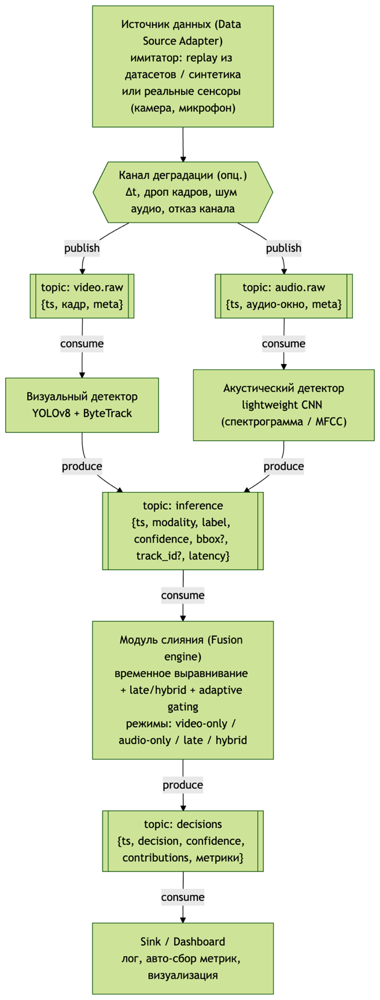 Источник данных (Data
Source Adapter)
имитатор: replay из
датасетов / синтетика
или реальные сенсоры
(камера, микрофон)
Канал деградации (опц.)
Δt, дроп кадров, шум
аудио, отказ канала
publish
publish
topic: video.raw
{ts, кадр, meta}
topic: audio.raw
{ts, аудио-окно, meta}
consume
consume
Визуальный детектор
YOLOv8 + ByteTrack
Акустический детектор
lightweight CNN
(спектрограмма / MFCC)
produce
produce
topic: inference
{ts, modality, label,
confidence, bbox?,
track_id?, latency}
consume
Модуль слияния (Fusion
engine)
временное выравнивание
+ late/hybrid + adaptive
gating
режимы: video-only /
audio-only / late / hybrid
produce
topic: decisions
{ts, decision, confidence,
contributions, метрики}
consume
Sink / Dashboard
лог, авто-сбор метрик,
визуализация